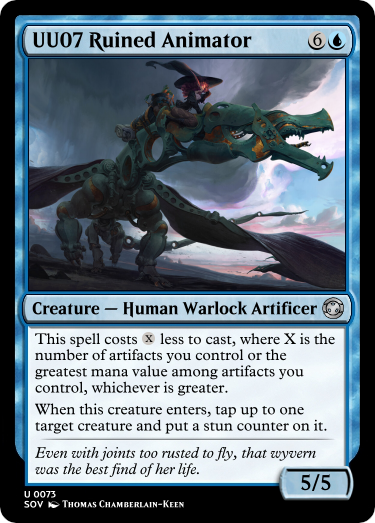 UU07 Ruined Animator 6
Creature — Human Warlock Artificer
This spell costs X less to cast, where X is the
number of artifacts you control or the
greatest mana value among artifacts you
control, whichever is greater.
When this creature enters, tap up to one
target creature and put a stun counter on it.
Even with joints too rusted to fly, that wyvern
was the best find of her life.
5/5
U 0073
SOV Thomas Chamberlain-Keen